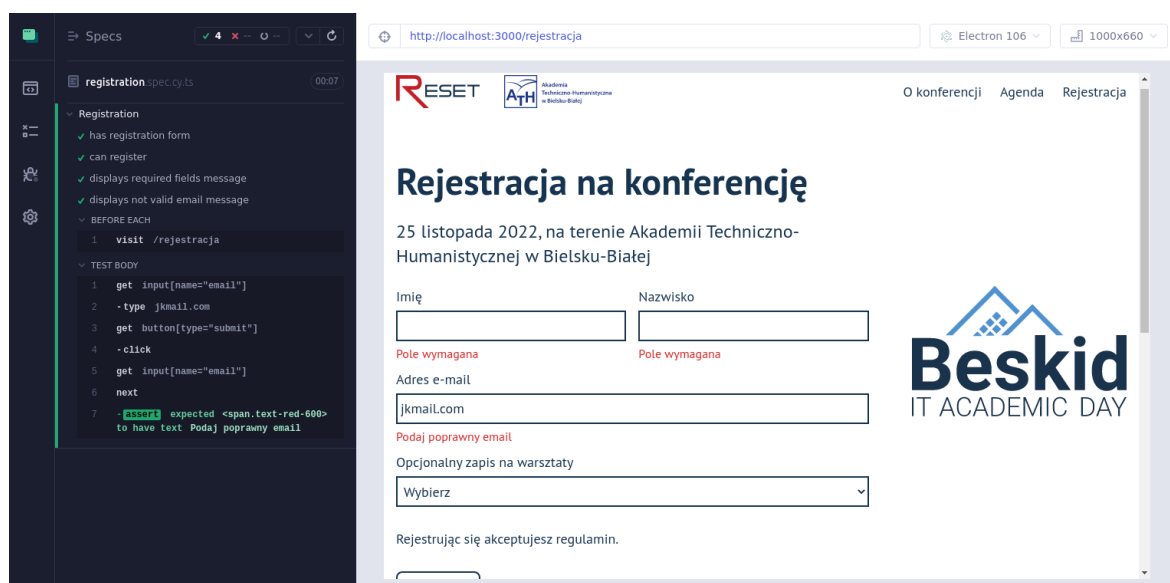 Specs
4 -- --
registration.spec.cy.ts 00:07
Registration
has registration form
can register
displays required fields message
displays not valid email message
BEFORE EACH
1 visit /rejestracja
TEST BODY
1 get input[name="email"]
2 -type jkmail.com
3 get button[type="submit"]
4 -click
5 get input[name="email"]
6 next
7 -assert expected <span.text-red-600>
to have text Podaj poprawny email
http://localhost:3000/rejestracja
Electron 106
1000x660
RESET
ATH
Akademia
Techniczno-Humanistyczna
w Bielsku-Białej
O konferencji Agenda Rejestracja
Rejestracja na konferencję
25 listopada 2022, na terenie Akademii Techniczno-
Humanistycznej w Bielsku-Białej
Imię Nazwisko
Pole wymagana Pole wymagana
Adres e-mail
jkmail.com
Podaj poprawny email
Opcjonalny zapis na warsztaty
Wybierz
Rejestrując się akceptujesz regulamin.
Beskid
IT ACADEMIC DAY